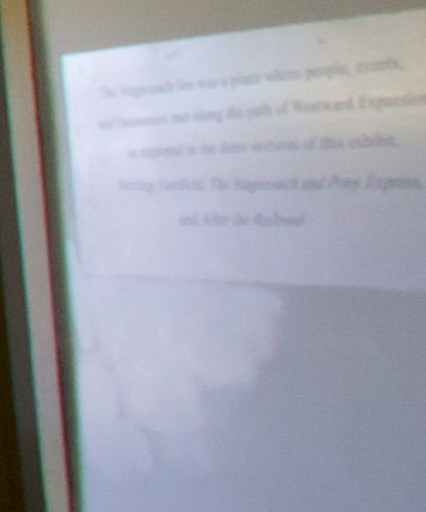 The Stagecoach Inn was a place where people, events,
and businesses met along the path of Westward Expansion
as explored in the three sections of this exhibit,
Settling Fairfield, The Stagecoach and Pony Express,
and After the Railroad